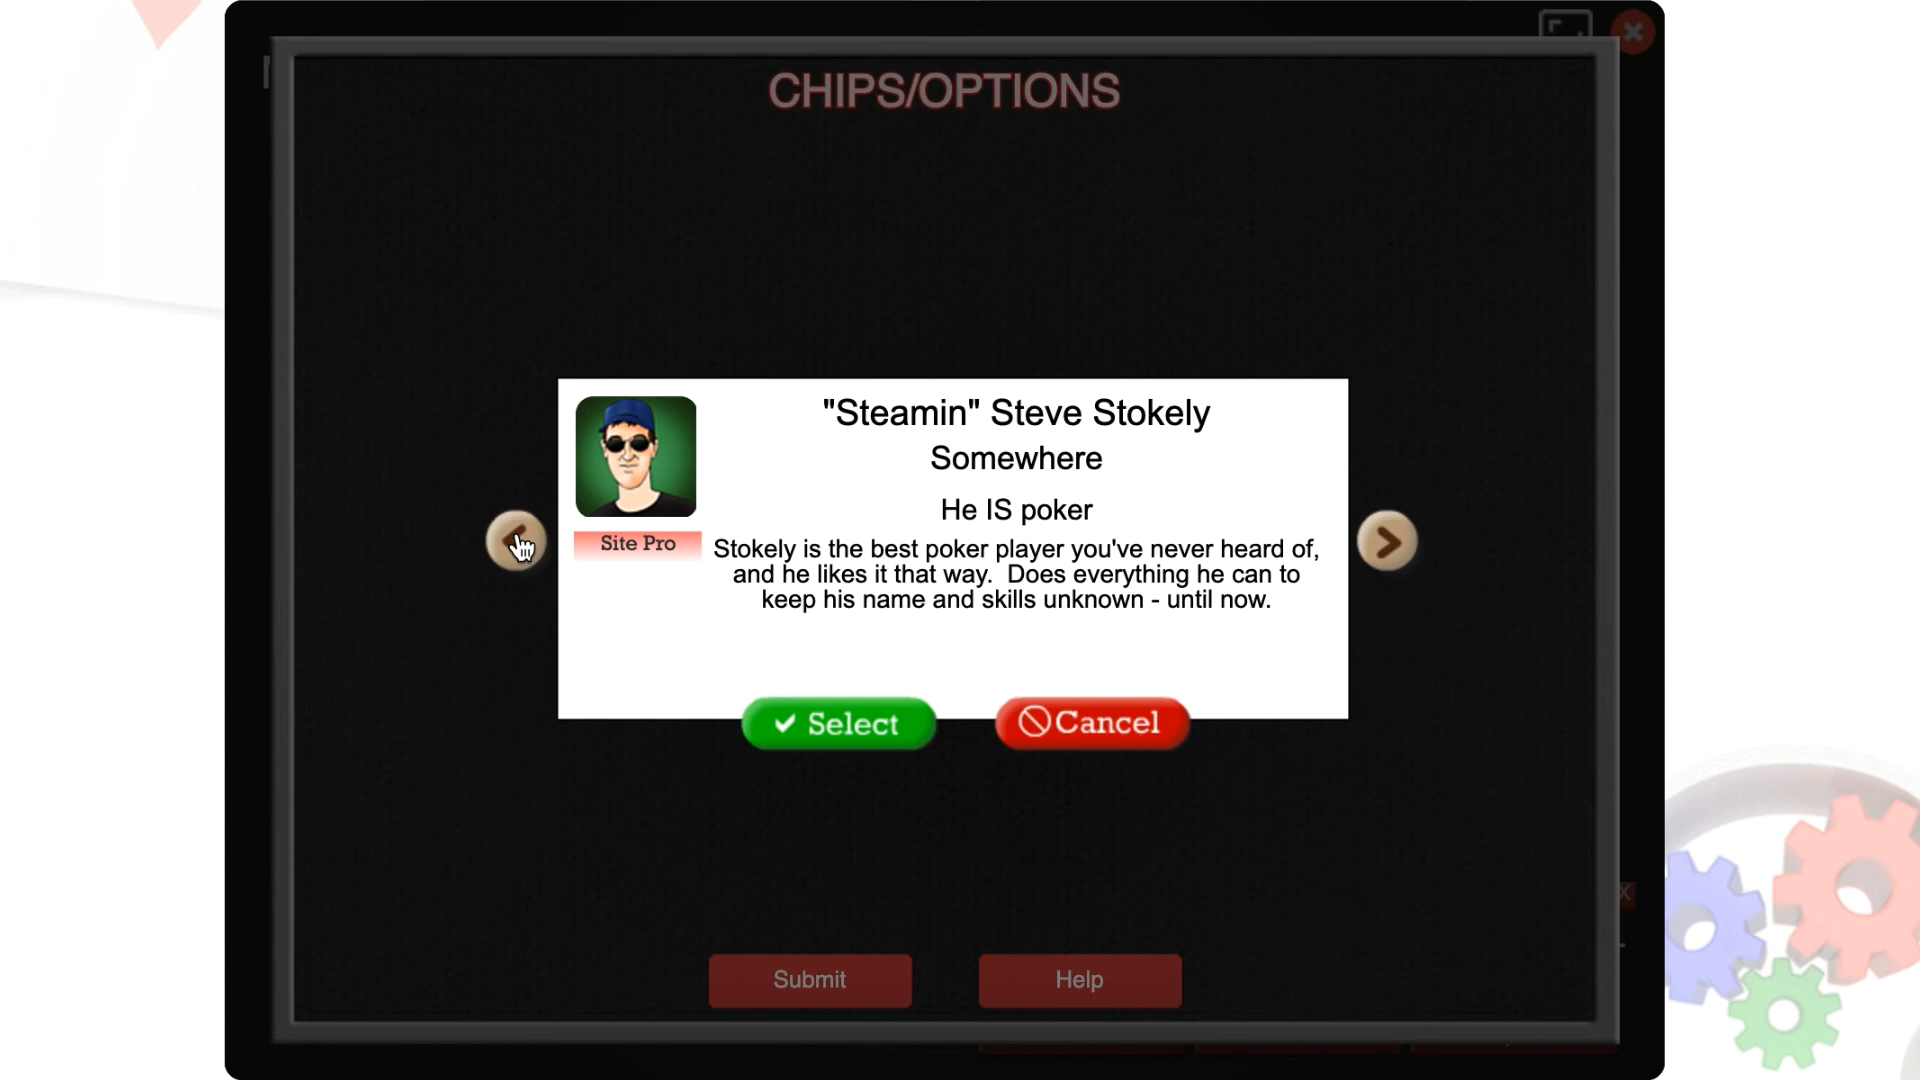 CHIPS/OPTIONS
"Steamin" Steve Stokely
Somewhere
He IS poker
Site Pro
Stokely is the best poker player you've never heard of,
and he likes it that way.  Does everything he can to
keep his name and skills unknown - until now.
Select
Cancel
X
Submit
Help